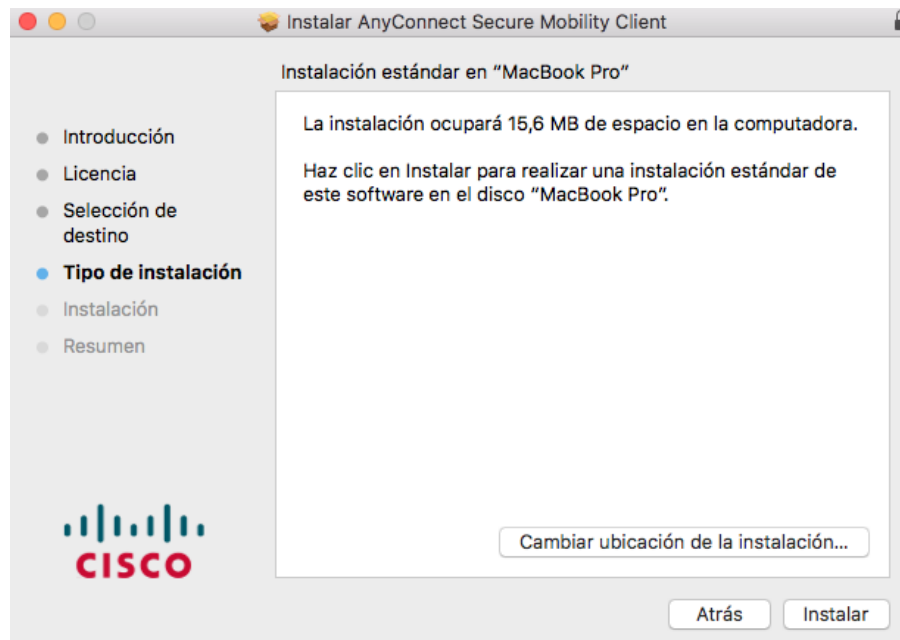 Instalar AnyConnect Secure Mobility Client
Instalación estándar en “MacBook Pro”
Introducción
Licencia
Selección de
destino
Tipo de instalación
Instalación
Resumen
La instalación ocupará 15,6 MB de espacio en la computadora.
Haz clic en Instalar para realizar una instalación estándar de
este software en el disco “MacBook Pro”.
Cambiar ubicación de la instalación...
CISCO
Atrás
Instalar